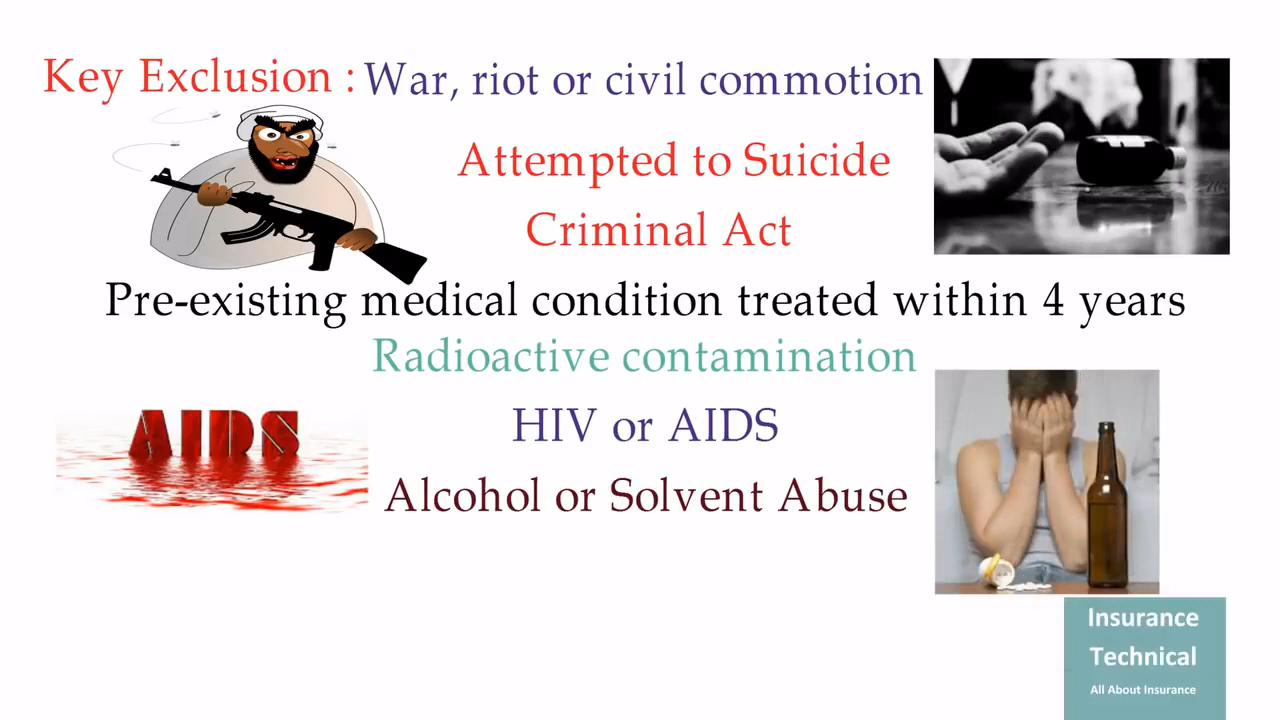 Key Exclusion : War, riot or civil commotion
Attempted to Suicide
Criminal Act
Pre-existing medical condition treated within 4 years
Radioactive contamination
AIDS
HIV or AIDS
Alcohol or Solvent Abuse
Insurance
Technical
All About Insurance